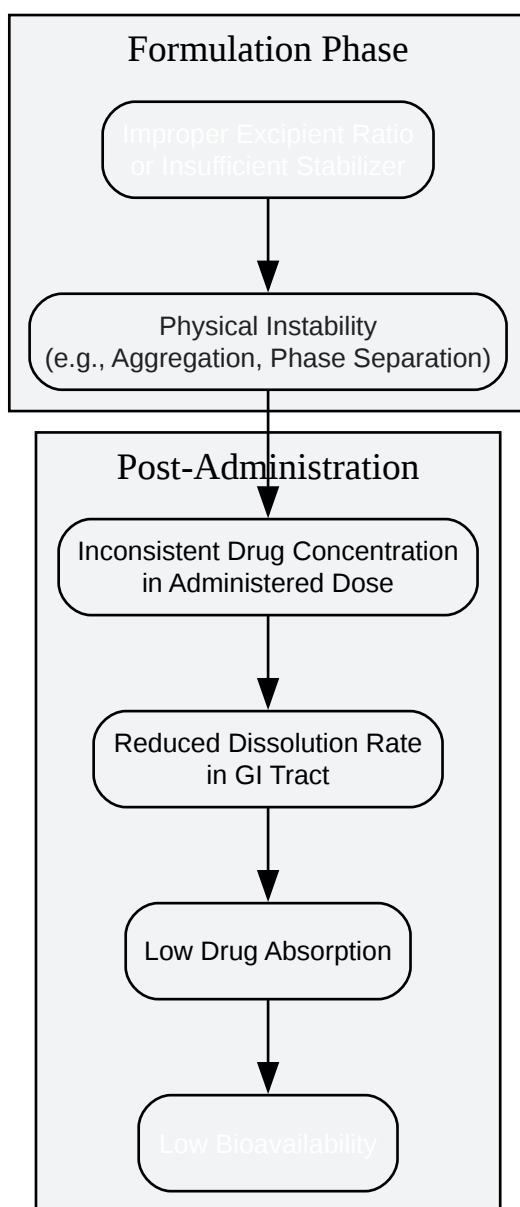 Formulation Phase
Improper Excipient Ratio
or Insufficient Stabilizer
Physical Instability
(e.g., Aggregation, Phase Separation)
Post-Administration
Inconsistent Drug Concentration
in Administered Dose
Reduced Dissolution Rate
in GI Tract
Low Drug Absorption
Low Bioavailability